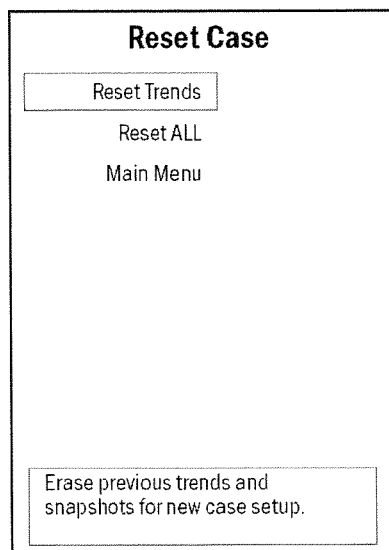 Reset Case
Reset Trends
Reset ALL
Main Menu
Erase previous trends and
snapshots for new case setup.